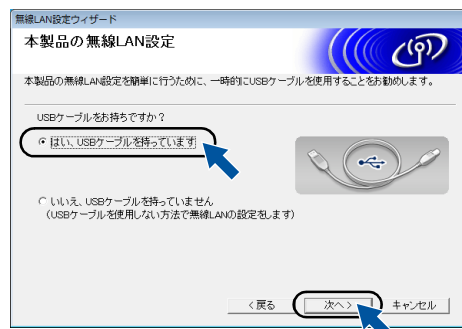 無線LAN設定ウィザード
本製品の無線LAN設定
本製品の無線LAN設定を簡単に行うために、一時的にUSBケーブルを使用することをお勧めします。
USBケーブルをお持ちですか？
はい、USBケーブルを持っています
いいえ、USBケーブルを持っていません
（USBケーブルを使用しない方法で無線LANの設定をします）
＜戻る 次へ＞ キャンセル